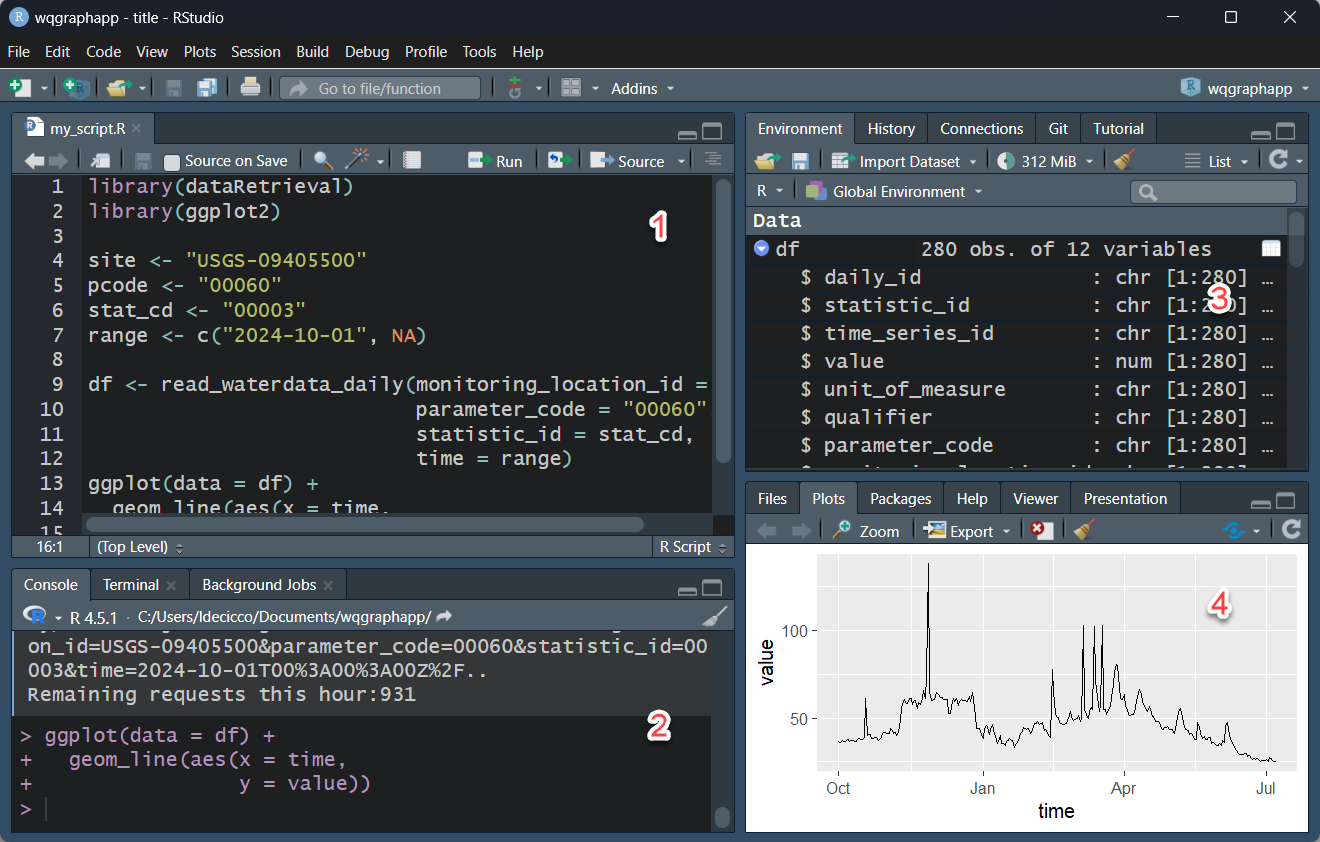 wqgraphapp - title - RStudio
File Edit Code View Plots Session Build Debug Profile Tools Help
Go to file/function Addins wqgraphapp
my_script.R
Source on Save Run Source
1 library(dataRetrieval)
2 library(ggplot2)
3
4 site <- "USGS-09405500"
5 pcode <- "00060"
6 stat_cd <- "00003"
7 range <- c("2024-10-01", NA)
8
9 df <- read_waterdata_daily(monitoring_location_id =
10 parameter_code = "00060"
11 statistic_id = stat_cd,
12 time = range)
13 ggplot(data = df) +
14 geom_line(aes(x = time,
15
1
16:1 (Top Level) R Script
Console Terminal Background Jobs
R 4.5.1 · C:/Users/ldecicco/Documents/wqgraphapp/
on_id=USGS-09405500&parameter_code=00060&statistic_id=00
003&time=2024-10-01T00%3A00%3A00Z%2F..
Remaining requests this hour:931
> ggplot(data = df) +
+ geom_line(aes(x = time,
+ y = value))
>
2
Environment History Connections Git Tutorial
Import Dataset 312 MiB List
R Global Environment
Data
df 280 obs. of 12 variables
$ daily_id : chr [1:280] …
$ statistic_id : chr [1:280] …
$ time_series_id : chr [1:280] …
$ value : num [1:280] …
$ unit_of_measure : chr [1:280] …
$ qualifier : chr [1:280] …
$ parameter_code : chr [1:280] …
3
Files Plots Packages Help Viewer Presentation
Zoom Export
4
100
50
value
Oct Jan Apr Jul
time